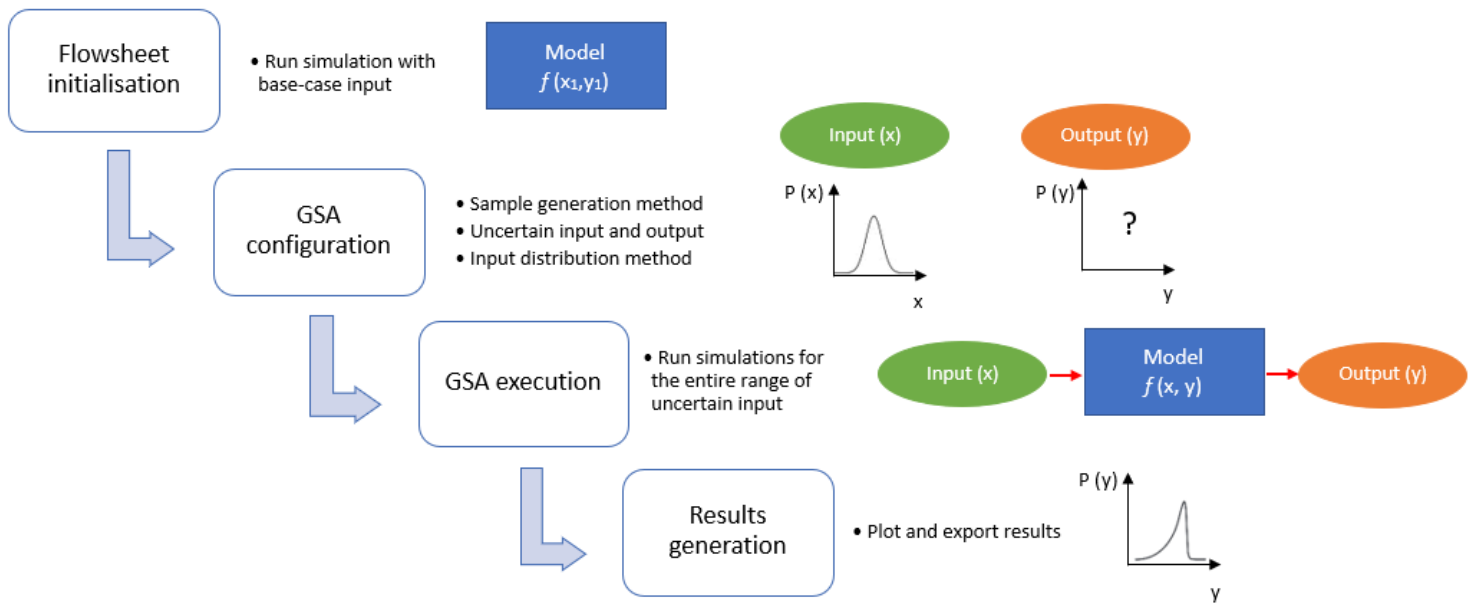 Flowsheet
initialisation
• Run simulation with
base-case input
Model
f (x₁,y₁)
Input (x)
Output (y)
GSA
configuration
• Sample generation method
• Uncertain input and output
• Input distribution method
P (x)
x
P (y)
?
y
GSA execution
• Run simulations for
the entire range of
uncertain input
Input (x)
Model
f (x, y)
Output (y)
Results
generation
• Plot and export results
P (y)
y